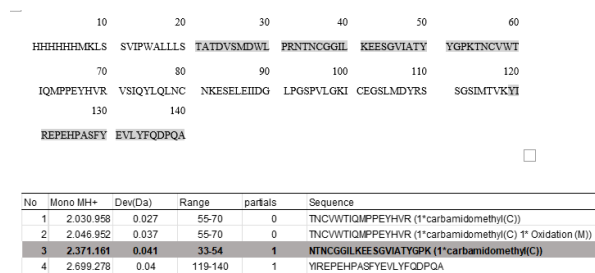 10 20 30 40 50 60
HHHHHHMKLS SVIPWALLLS TATDVSMDWL PRNTNCGGIL KEESGVIATY YGPKTNCVWT
70 80 90 100 110 120
IQMPPEYHVR VSIQYLQLNC NKESELEIIDG LPGSPVLGKI CEGSLMDYRS SGSIMTVKYI
130 140
REPEHPASFY EVLYFQDPQA
No Mono MH+ Dev(Da) Range partials Sequence
1 2.030.958 0.027 55-70 0 TNCVWTIQMPPEYHVR (1*carbamidomethyl(C))
2 2.046.952 0.037 55-70 0 TNCVWTIQMPPEYHVR (1*carbamidomethyl(C) 1* Oxidation (M))
3 2.371.161 0.041 33-54 1 NTNCGGILKEESGVIATYGPK (1*carbamidomethyl(C))
4 2.699.278 0.04 119-140 1 YIREPEHPASFYEVLYFQDPQA